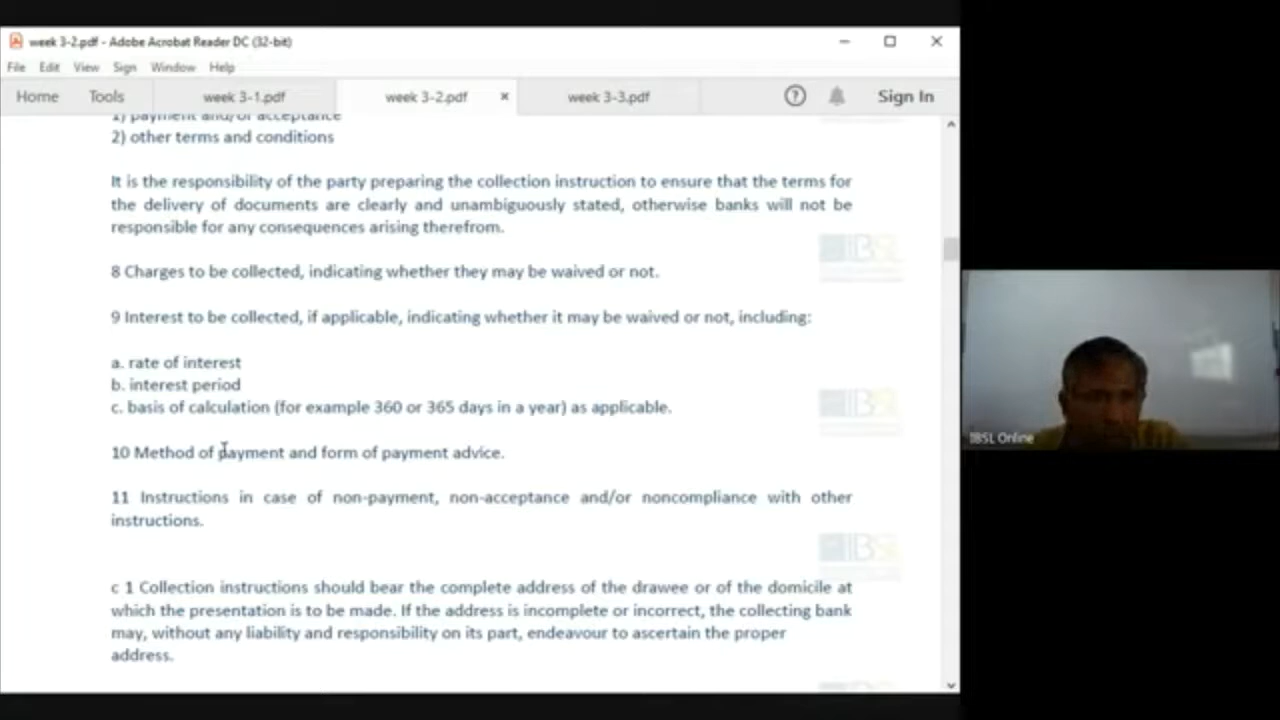 week 3-2.pdf - Adobe Acrobat Reader DC (32-bit)
File Edit View Sign Window Help
Home Tools week 3-1.pdf week 3-2.pdf × week 3-3.pdf ? Sign In
1) payment and/or acceptance
2) other terms and conditions
It is the responsibility of the party preparing the collection instruction to ensure that the terms for
the delivery of documents are clearly and unambiguously stated, otherwise banks will not be
responsible for any consequences arising therefrom.
8 Charges to be collected, indicating whether they may be waived or not.
9 Interest to be collected, if applicable, indicating whether it may be waived or not, including:
a. rate of interest
b. interest period
c. basis of calculation (for example 360 or 365 days in a year) as applicable.
10 Method of payment and form of payment advice.
11 Instructions in case of non-payment, non-acceptance and/or noncompliance with other
instructions.
c 1 Collection instructions should bear the complete address of the drawee or of the domicile at
which the presentation is to be made. If the address is incomplete or incorrect, the collecting bank
may, without any liability and responsibility on its part, endeavour to ascertain the proper
address.
IBSL Online